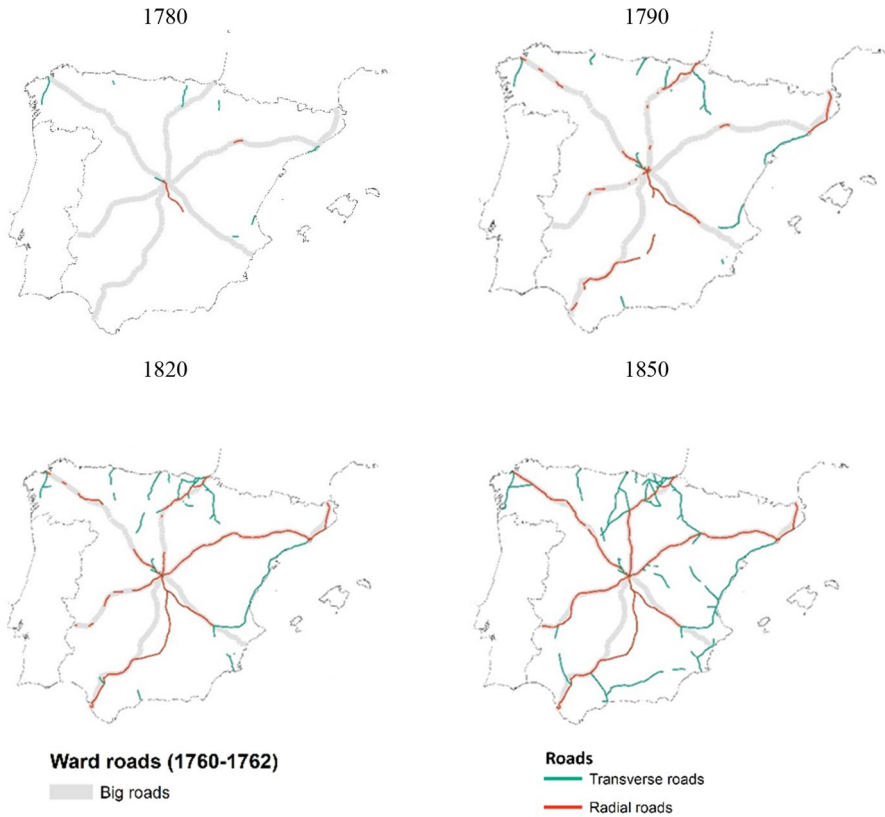 1780
1790
1820
1850
Ward roads (1760-1762)
Big roads
Roads
Transverse roads
Radial roads